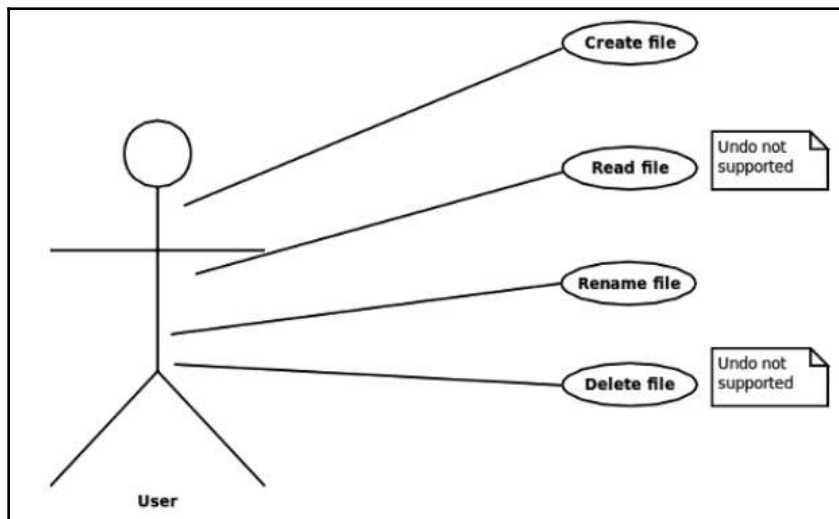 Create file
Read file
Undo not
supported
Rename file
Delete file
Undo not
supported
User